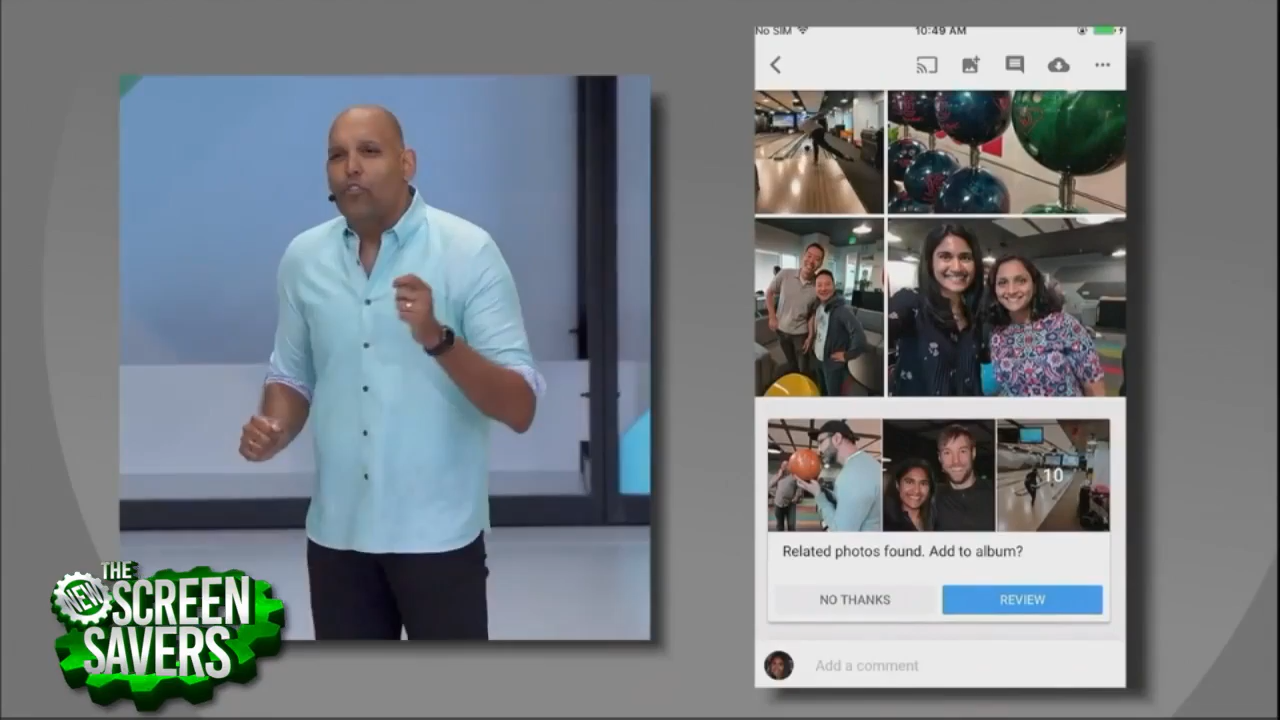 No SIM
10:49 AM
10
Related photos found. Add to album?
NO THANKS
REVIEW
Add a comment
THE
NEW
SCREEN
SAVERS